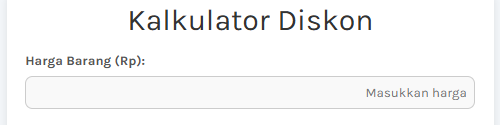 Kalkulator Diskon
Harga Barang (Rp):
Masukkan harga